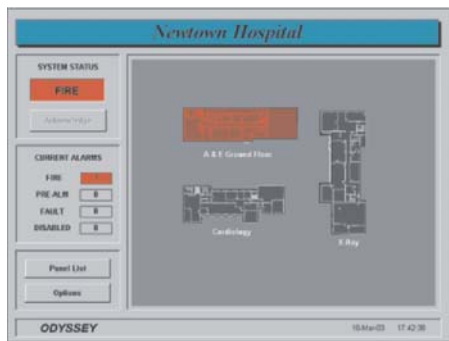 Newtown Hospital
SYSTEM STATUS
FIRE
Acknowledge
CURRENT ALARMS
FIRE
PRE-ALM 0
FAULT 0
DISABLED 0
Panel List
Options
A & E Ground Floor
Cardiology
X-Ray
ODYSSEY
18-Mar-03 17:42:38